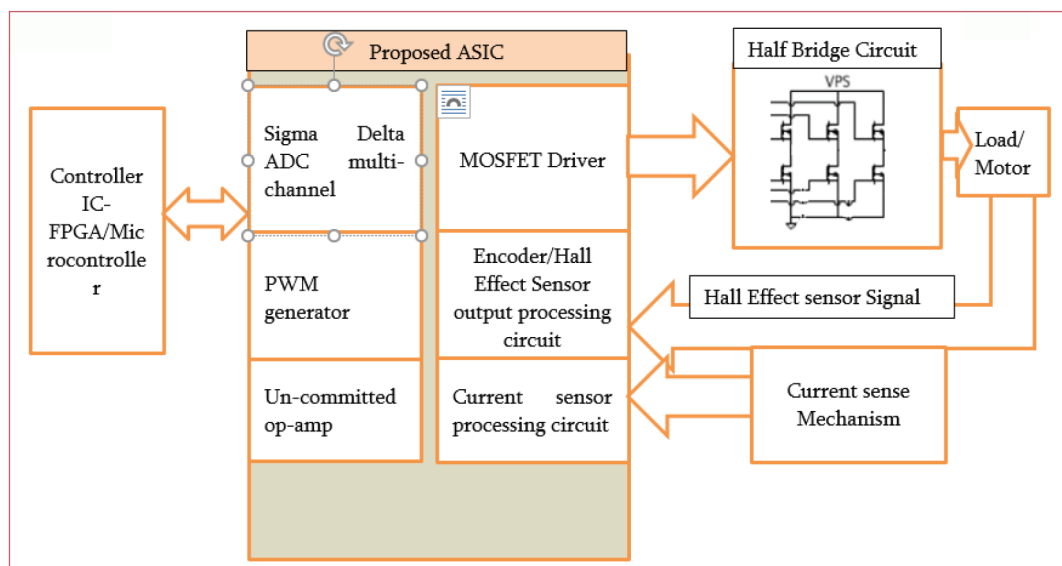 Proposed ASIC
Half Bridge Circuit
Controller
IC-
FPGA/Mic
rocontrolle
r
Sigma Delta
ADC multi-
channel
PWM
generator
Un-committed
op-amp
MOSFET Driver
Encoder/Hall
Effect Sensor
output processing
circuit
Current sensor
processing circuit
VPS
Load/
Motor
Hall Effect sensor Signal
Current sense
Mechanism